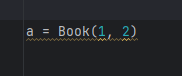 a = Book(1, 2)